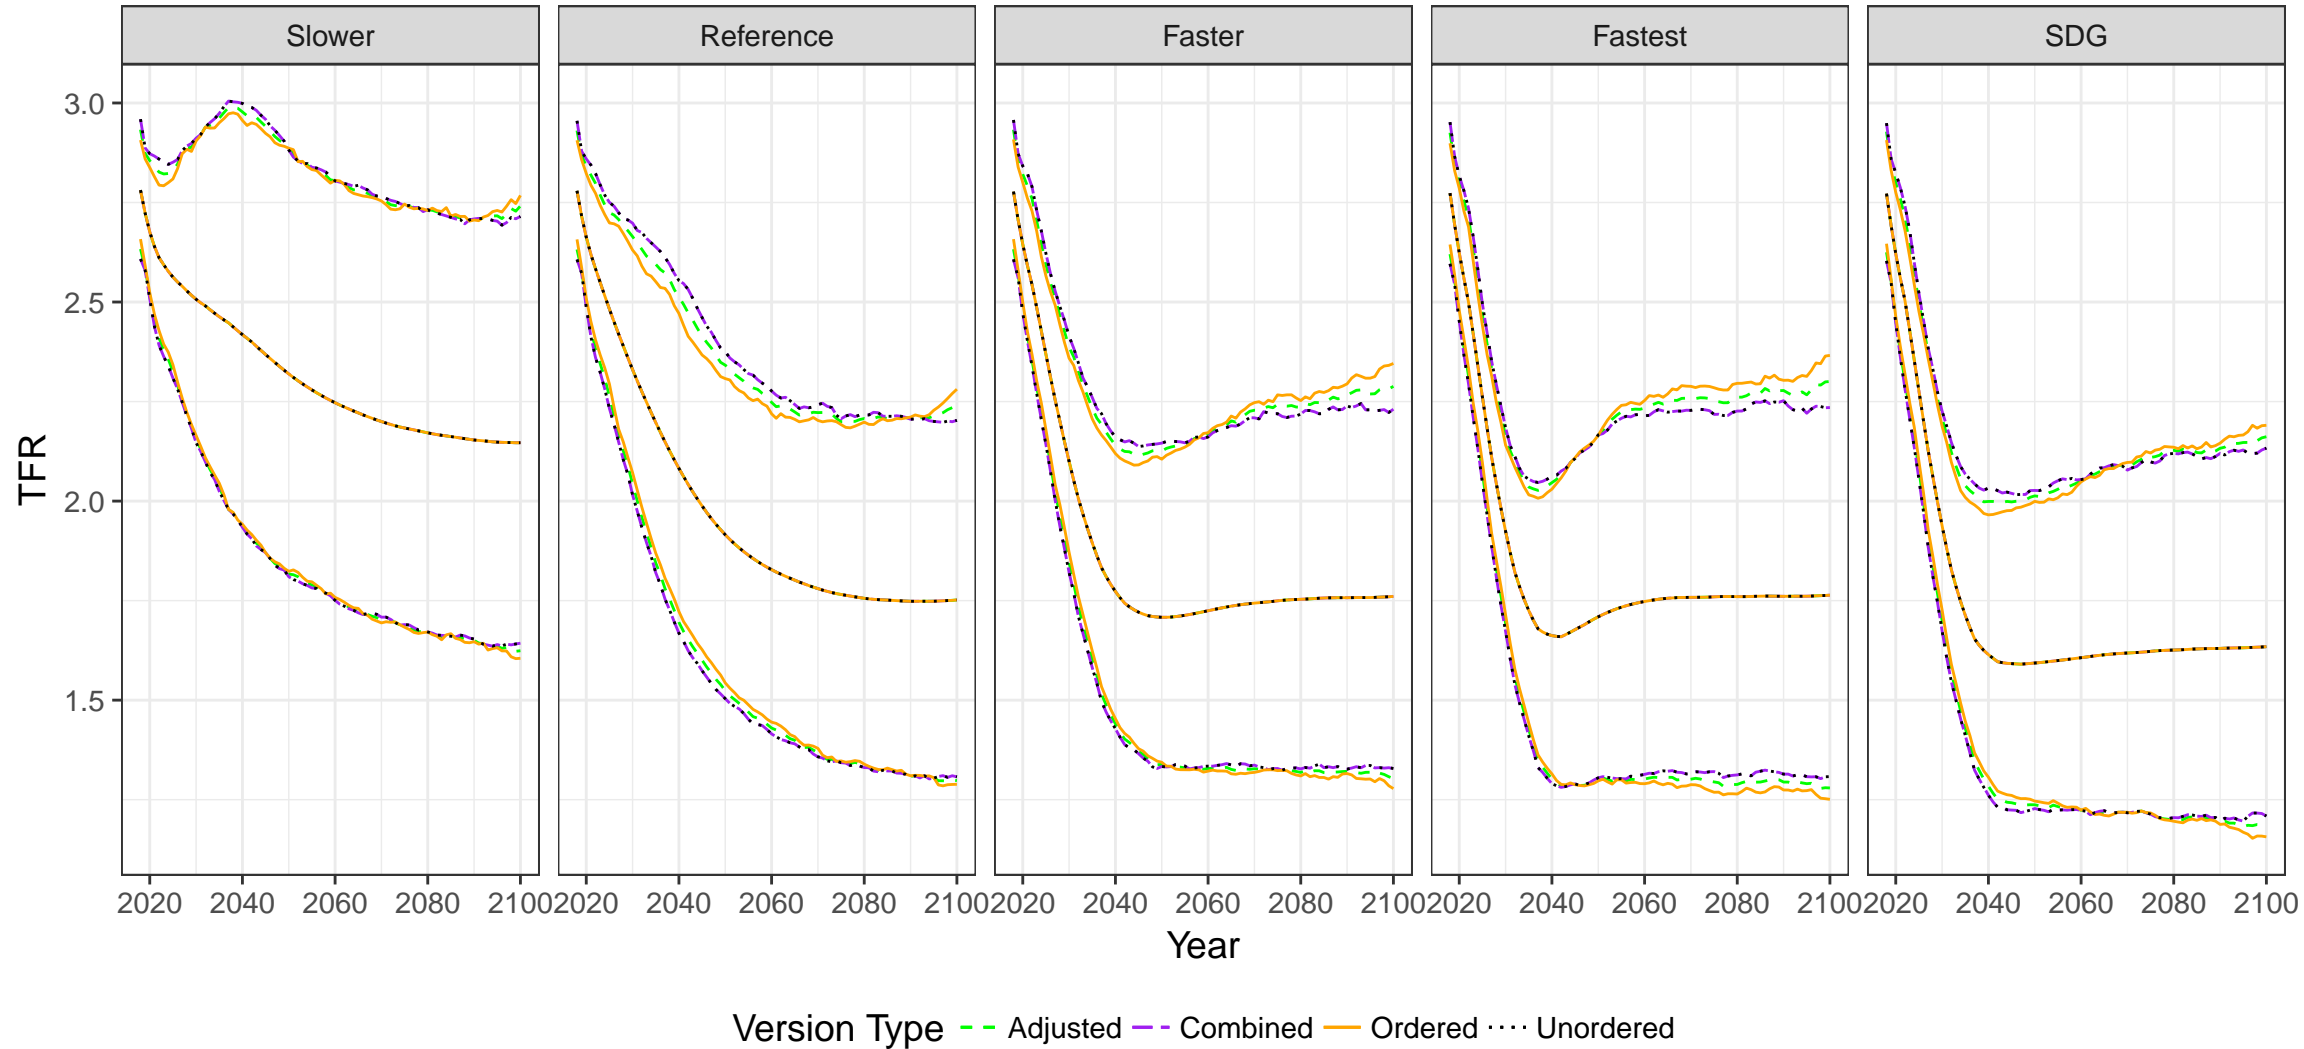 Slower Reference Faster Fastest SDG
3.0
2.5
2.0
1.5
TFR
2020 2040 2060 2080 2100 2020 2040 2060 2080 2100 2020 2040 2060 2080 2100 2020 2040 2060 2080 2100 2020 2040 2060 2080 2100
Year
Version Type Adjusted Combined Ordered Unordered